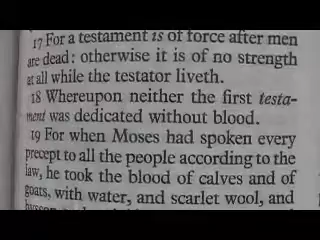 17 For a testament is of force after men
are dead: otherwise it is of no strength
at all while the testator liveth.
18 Whereupon neither the first testa-
ment was dedicated without blood.
19 For when Moses had spoken every
precept to all the people according to the
law, he took the blood of calves and of
goats, with water, and scarlet wool, and